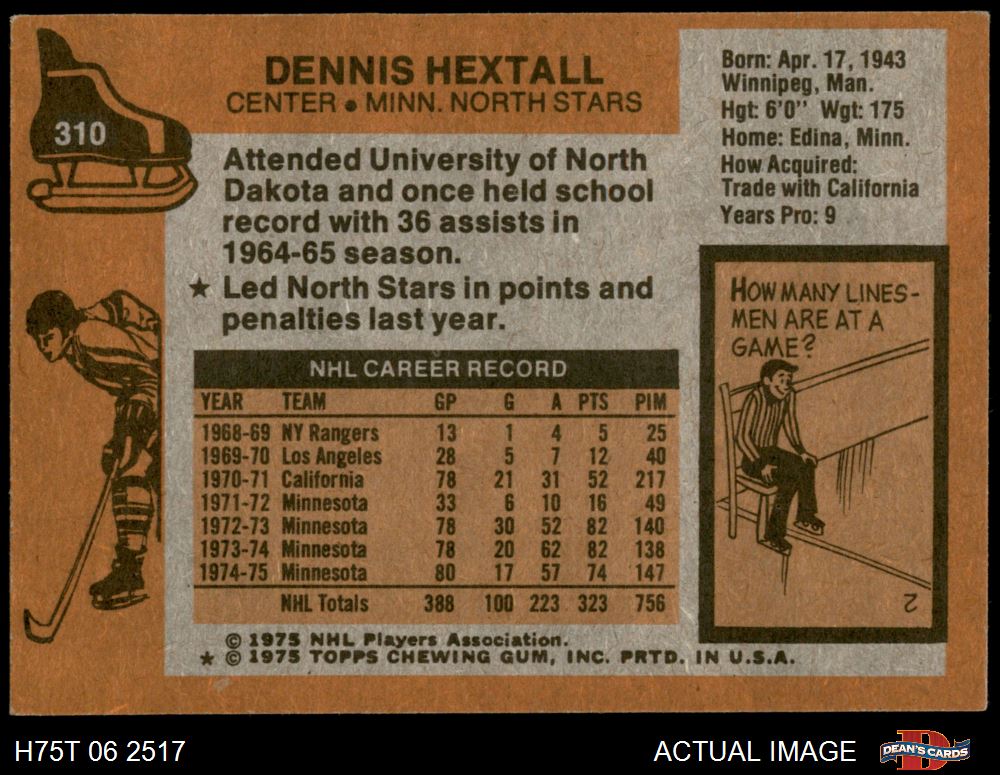 310
DENNIS HEXTALL
CENTER • MINN. NORTH STARS
Born: Apr. 17, 1943
Winnipeg, Man.
Hgt: 6'0" Wgt: 175
Home: Edina, Minn.
How Acquired:
Trade with California
Years Pro: 9
Attended University of North
Dakota and once held school
record with 36 assists in
1964-65 season.
★ Led North Stars in points and
penalties last year.
NHL CAREER RECORD
YEAR TEAM GP G A PTS PIM
1968-69 NY Rangers 13 1 4 5 25
1969-70 Los Angeles 28 5 7 12 40
1970-71 California 78 21 31 52 217
1971-72 Minnesota 33 6 10 16 49
1972-73 Minnesota 78 30 52 82 140
1973-74 Minnesota 78 20 62 82 138
1974-75 Minnesota 80 17 57 74 147
NHL Totals 388 100 223 323 756
HOW MANY LINES-
MEN ARE AT A
GAME?
2
© 1975 NHL Players Association.
★ © 1975 TOPPS CHEWING GUM, INC. PRTD. IN U.S.A.
H75T 06 2517
ACTUAL IMAGE
DEAN'S CARDS